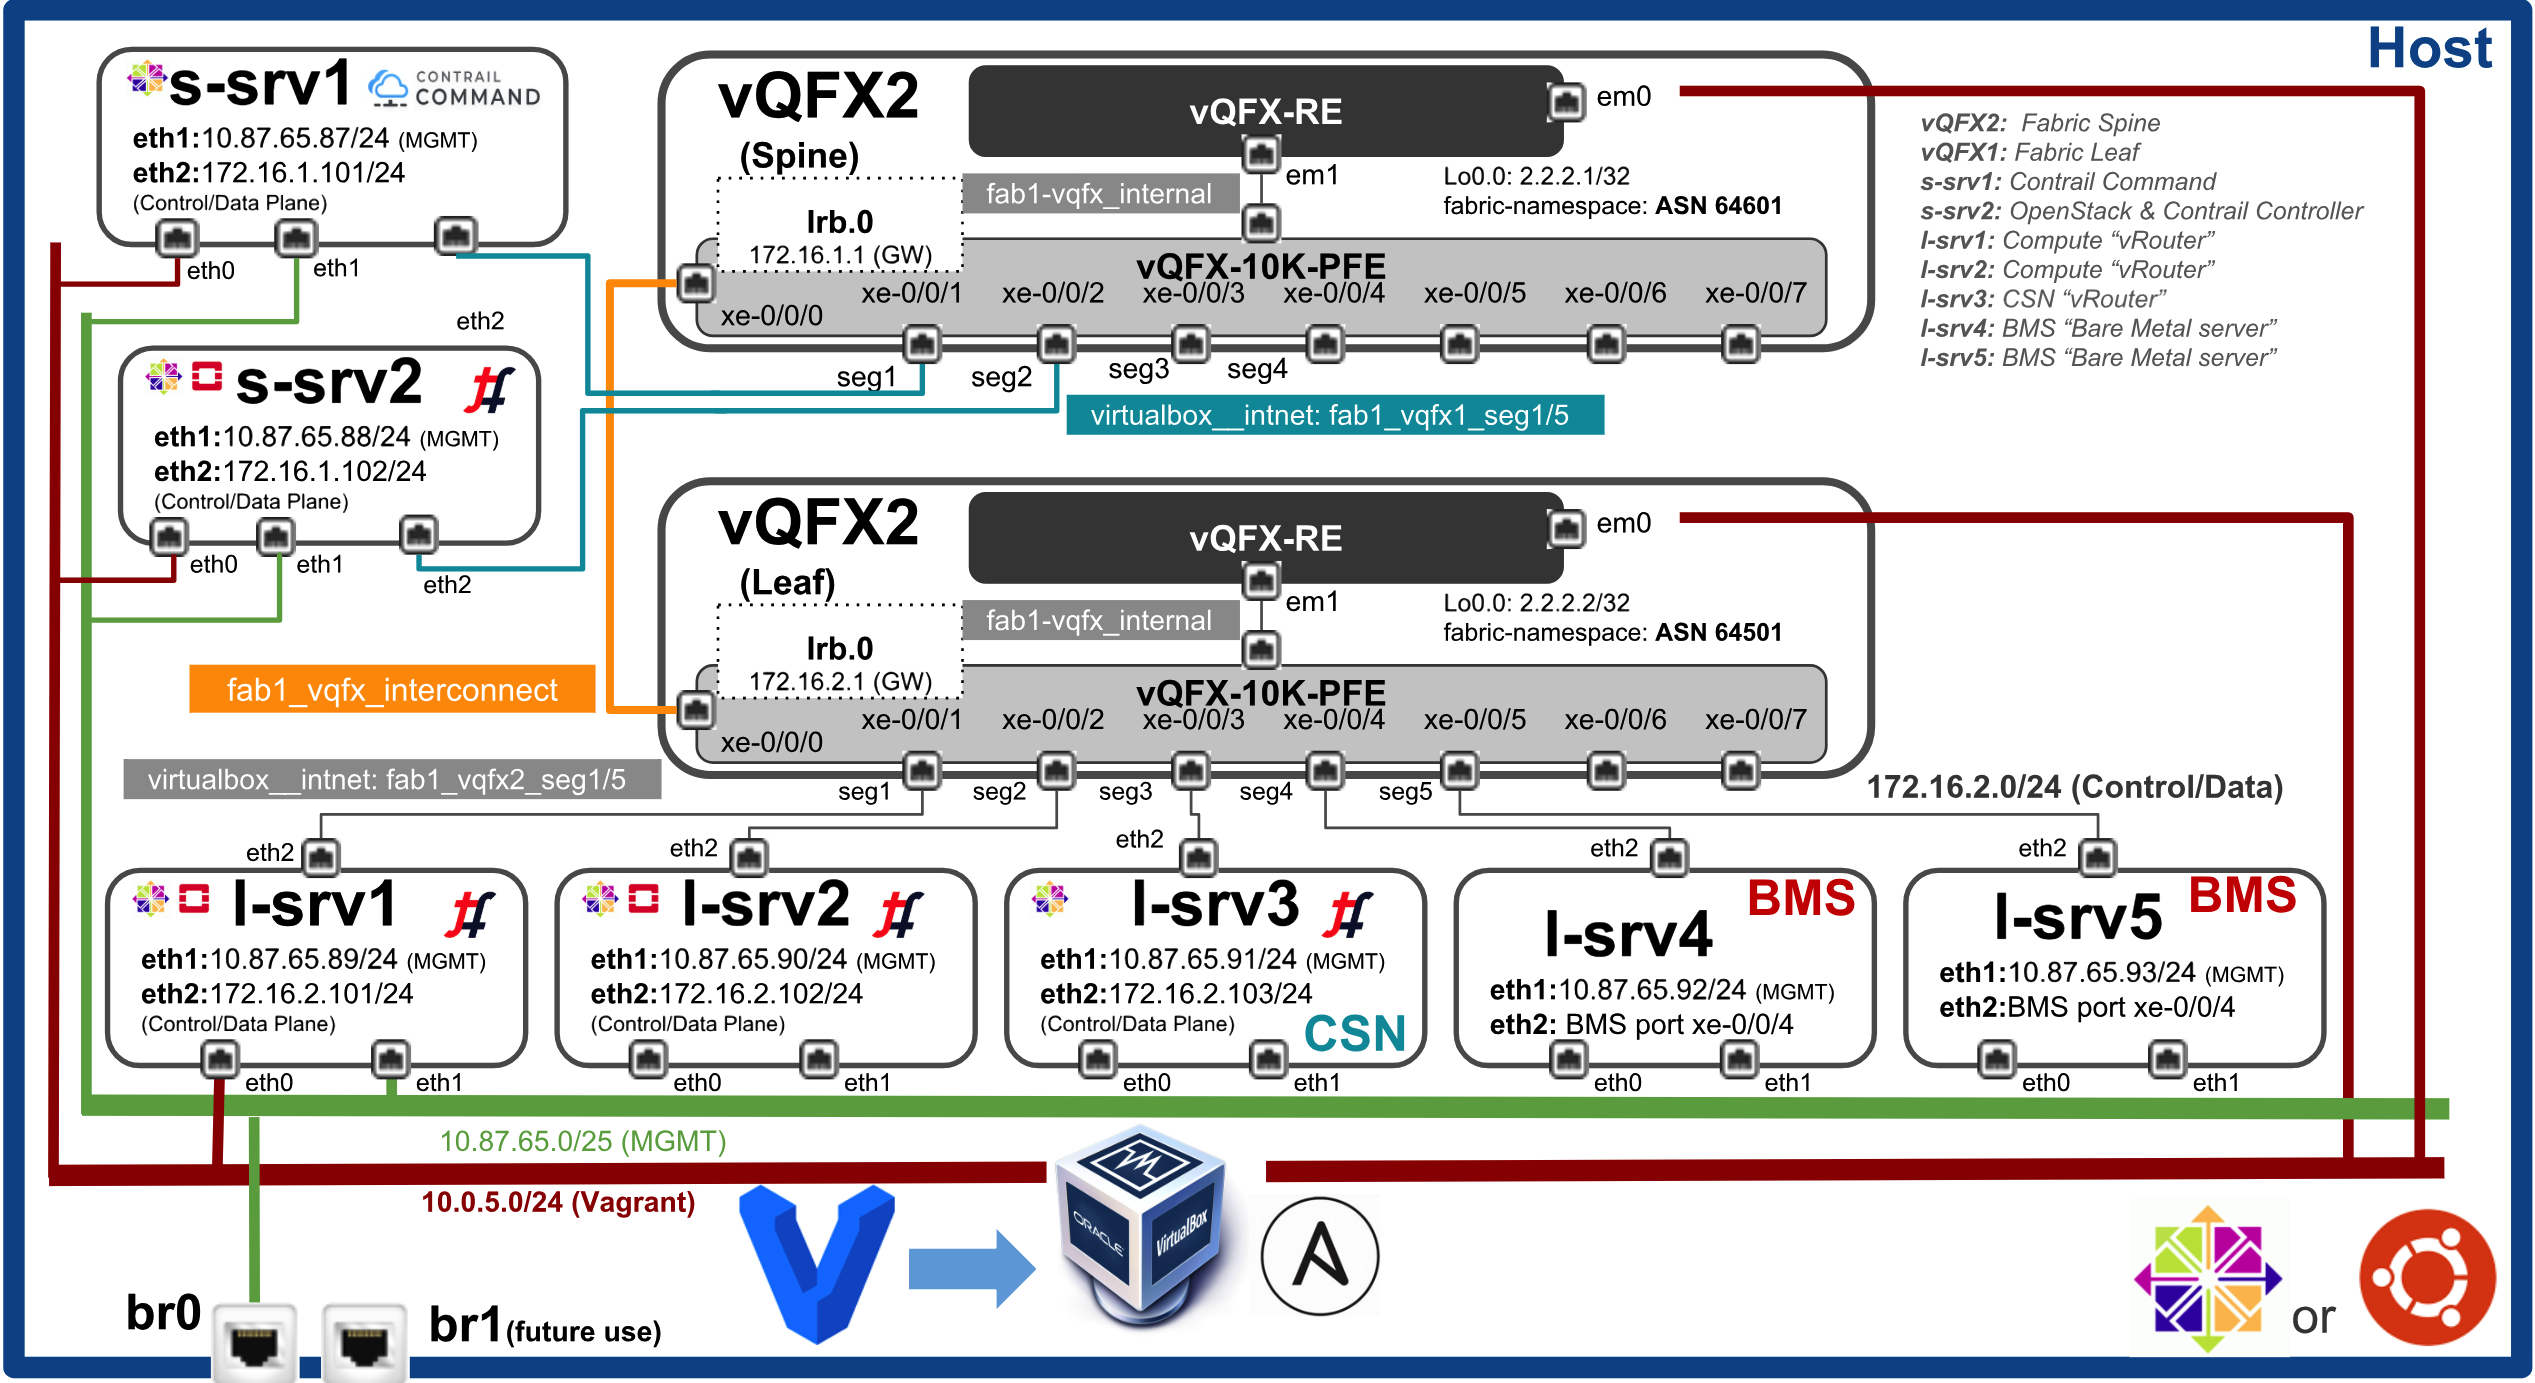 Host
s-srv1
CONTRAIL
COMMAND
eth1:10.87.65.87/24 (MGMT)
eth2:172.16.1.101/24
(Control/Data Plane)
eth0
eth1
eth2
s-srv2
eth1:10.87.65.88/24 (MGMT)
eth2:172.16.1.102/24
(Control/Data Plane)
eth0
eth1
eth2
vQFX2
(Spine)
vQFX-RE
em0
em1
fab1-vqfx_internal
Lo0.0: 2.2.2.1/32
fabric-namespace: ASN 64601
Irb.0
172.16.1.1 (GW)
vQFX-10K-PFE
xe-0/0/0
xe-0/0/1
xe-0/0/2
xe-0/0/3
xe-0/0/4
xe-0/0/5
xe-0/0/6
xe-0/0/7
seg1
seg2
seg3
seg4
virtualbox__intnet: fab1_vqfx1_seg1/5
vQFX2: Fabric Spine
vQFX1: Fabric Leaf
s-srv1: Contrail Command
s-srv2: OpenStack & Contrail Controller
l-srv1: Compute “vRouter”
l-srv2: Compute “vRouter”
l-srv3: CSN “vRouter”
l-srv4: BMS “Bare Metal server”
l-srv5: BMS “Bare Metal server”
vQFX2
(Leaf)
vQFX-RE
em0
em1
fab1-vqfx_internal
Lo0.0: 2.2.2.2/32
fabric-namespace: ASN 64501
Irb.0
172.16.2.1 (GW)
vQFX-10K-PFE
xe-0/0/0
xe-0/0/1
xe-0/0/2
xe-0/0/3
xe-0/0/4
xe-0/0/5
xe-0/0/6
xe-0/0/7
fab1_vqfx_interconnect
virtualbox__intnet: fab1_vqfx2_seg1/5
seg1
seg2
seg3
seg4
seg5
172.16.2.0/24 (Control/Data)
eth2
eth2
eth2
eth2
eth2
l-srv1
eth1:10.87.65.89/24 (MGMT)
eth2:172.16.2.101/24
(Control/Data Plane)
eth0
eth1
l-srv2
eth1:10.87.65.90/24 (MGMT)
eth2:172.16.2.102/24
(Control/Data Plane)
eth0
eth1
l-srv3
eth1:10.87.65.91/24 (MGMT)
eth2:172.16.2.103/24
(Control/Data Plane)
CSN
eth0
eth1
BMS
l-srv4
eth1:10.87.65.92/24 (MGMT)
eth2: BMS port xe-0/0/4
eth0
eth1
BMS
l-srv5
eth1:10.87.65.93/24 (MGMT)
eth2:BMS port xe-0/0/4
eth0
eth1
10.87.65.0/25 (MGMT)
10.0.5.0/24 (Vagrant)
ORACLE
VirtualBox
br0
br1(future use)
or